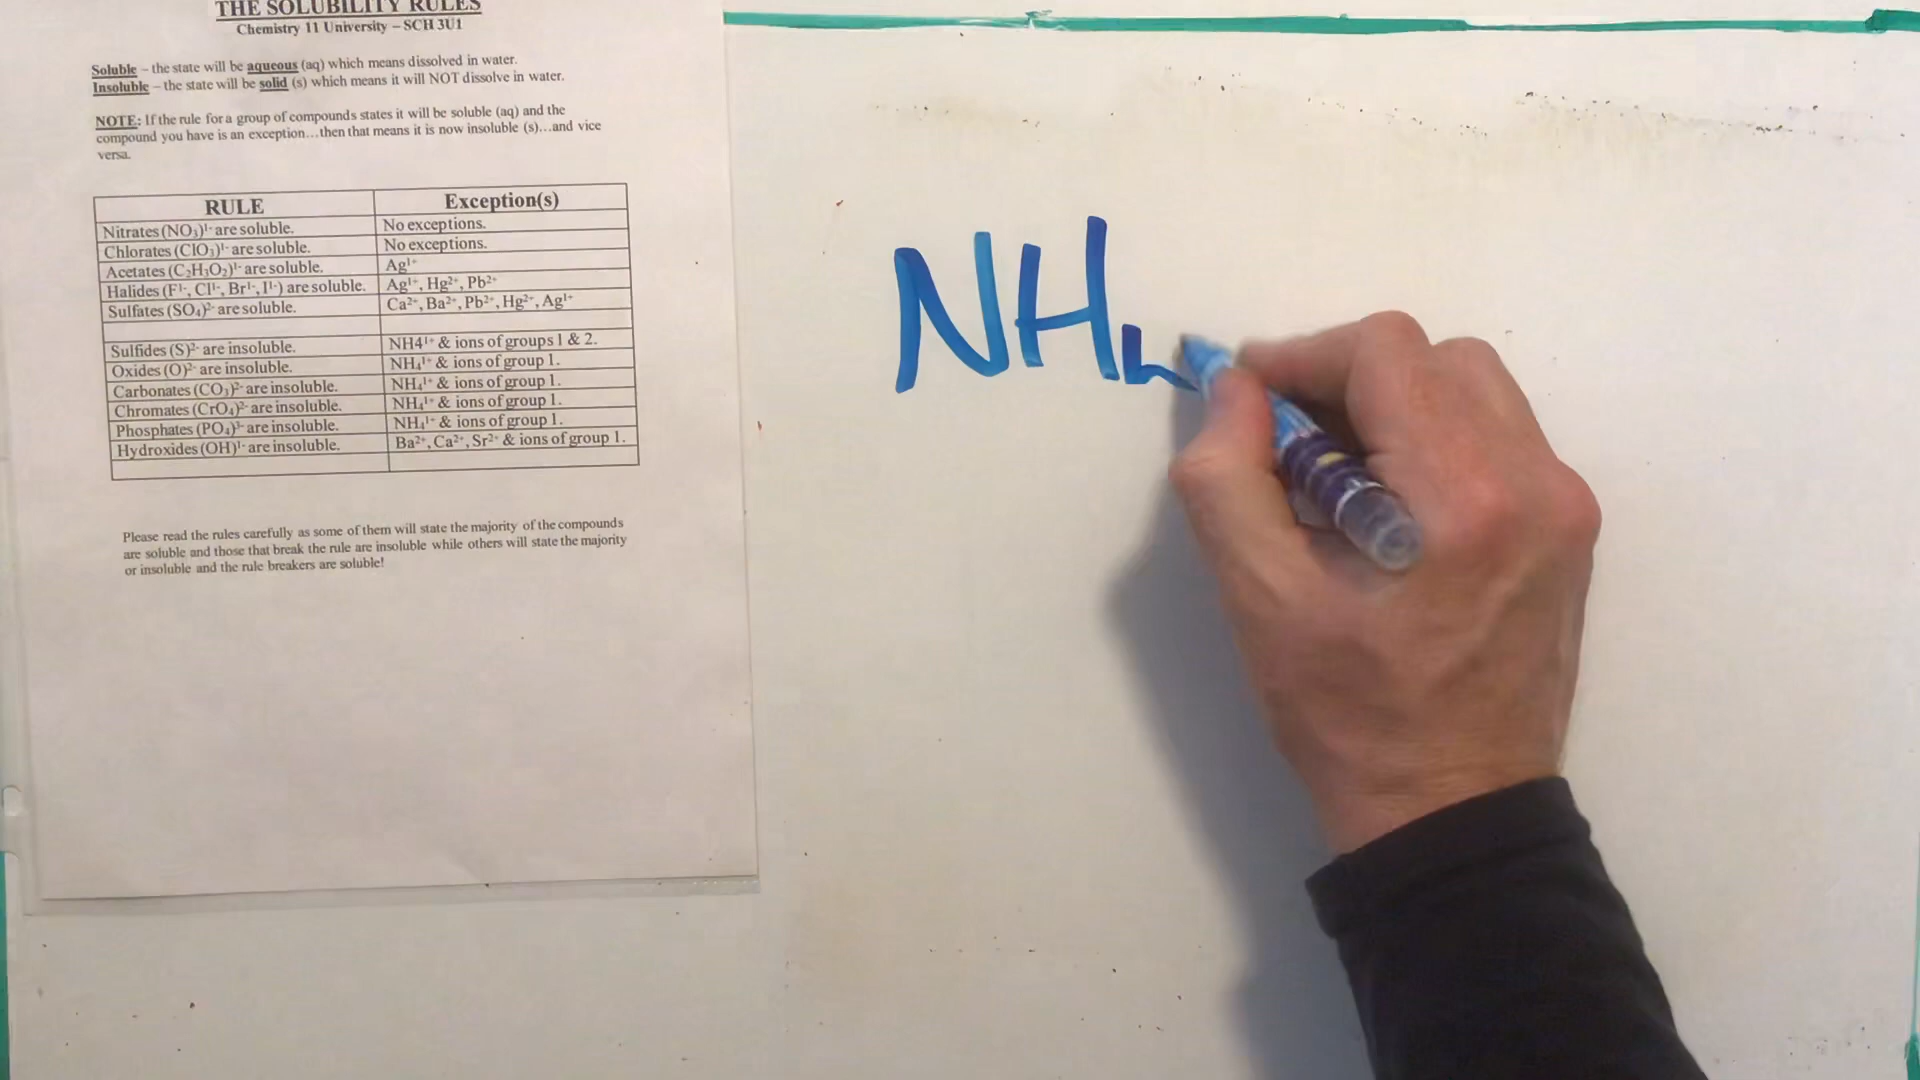 THE SOLUBILITY RULES
Chemistry 11 University – SCH 3U1
Soluble – the state will be aqueous (aq) which means dissolved in water.
Insoluble – the state will be solid (s) which means it will NOT dissolve in water.
NOTE: If the rule for a group of compounds states it will be soluble (aq) and the
compound you have is an exception…then that means it is now insoluble (s)…and vice
versa.
RULE Exception(s)
Nitrates (NO₃)¹⁻ are soluble. No exceptions.
Chlorates (ClO₃)¹⁻ are soluble. No exceptions.
Acetates (C₂H₃O₂)¹⁻ are soluble. Ag¹⁺
Halides (F¹⁻, Cl¹⁻, Br¹⁻, I¹⁻) are soluble. Ag¹⁺, Hg²⁺, Pb²⁺
Sulfates (SO₄)²⁻ are soluble. Ca²⁺, Ba²⁺, Pb²⁺, Hg²⁺, Ag¹⁺
Sulfides (S)²⁻ are insoluble. NH4¹⁺ & ions of groups 1 & 2.
Oxides (O)²⁻ are insoluble. NH₄¹⁺ & ions of group 1.
Carbonates (CO₃)²⁻ are insoluble. NH₄¹⁺ & ions of group 1.
Chromates (CrO₄)²⁻ are insoluble. NH₄¹⁺ & ions of group 1.
Phosphates (PO₄)³⁻ are insoluble. NH₄¹⁺ & ions of group 1.
Hydroxides (OH)¹⁻ are insoluble. Ba²⁺, Ca²⁺, Sr²⁺ & ions of group 1.
Please read the rules carefully as some of them will state the majority of the compounds
are soluble and those that break the rule are insoluble while others will state the majority
or insoluble and the rule breakers are soluble!
NH